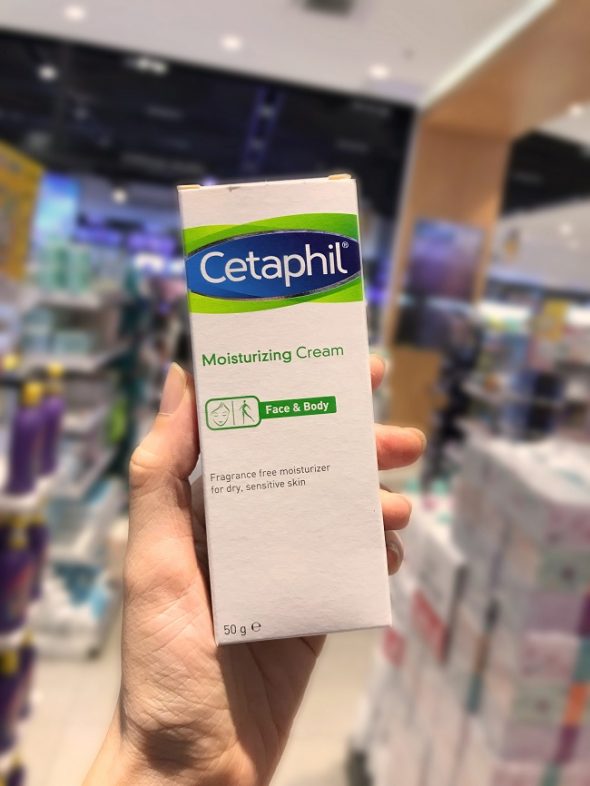 Cetaphil®
Moisturizing Cream
Face & Body
Fragrance free moisturizer
for dry, sensitive skin
50 g ℮